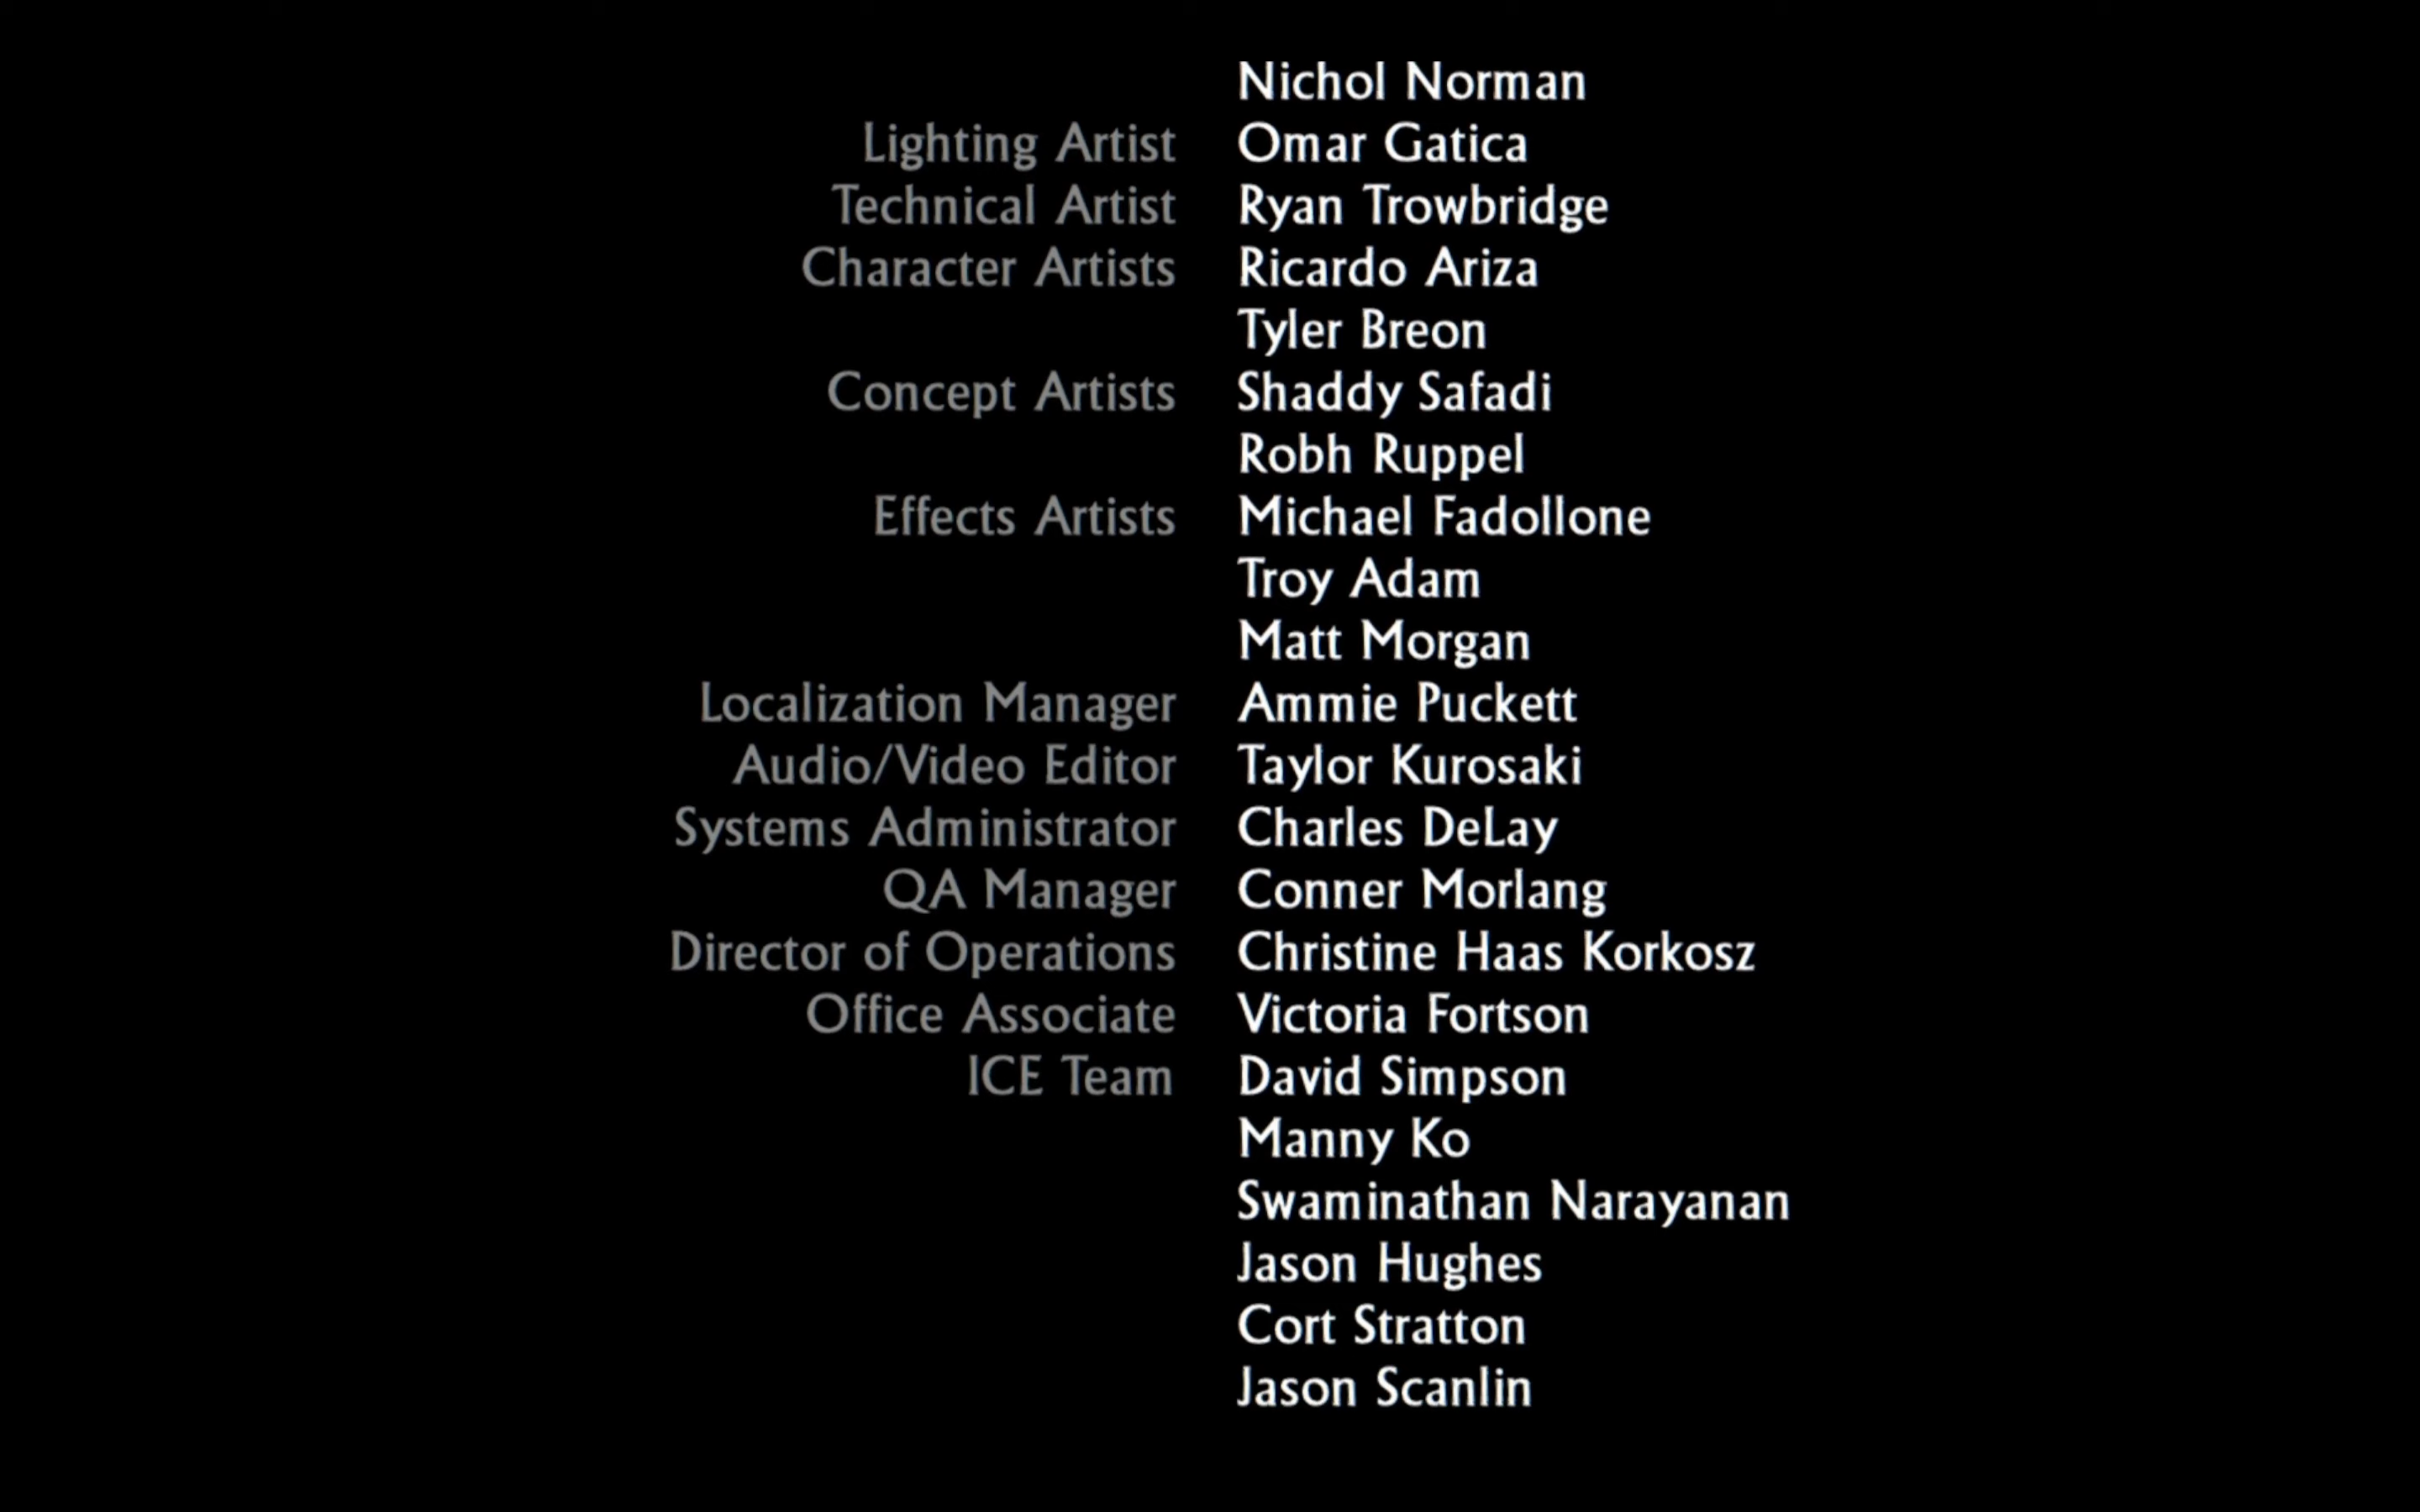 Nichol Norman
Lighting Artist Omar Gatica
Technical Artist Ryan Trowbridge
Character Artists Ricardo Ariza
Tyler Breon
Concept Artists Shaddy Safadi
Robh Ruppel
Effects Artists Michael Fadollone
Troy Adam
Matt Morgan
Localization Manager Ammie Puckett
Audio/Video Editor Taylor Kurosaki
Systems Administrator Charles DeLay
QA Manager Conner Morlang
Director of Operations Christine Haas Korkosz
Office Associate Victoria Fortson
ICE Team David Simpson
Manny Ko
Swaminathan Narayanan
Jason Hughes
Cort Stratton
Jason Scanlin